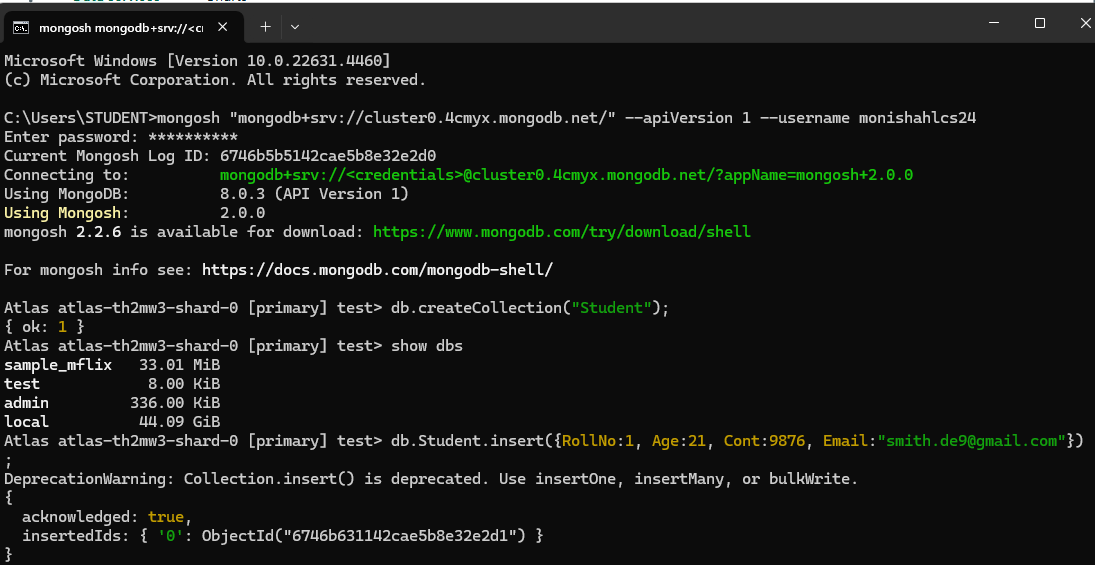 mongosh mongodb+srv://<cr
Microsoft Windows [Version 10.0.22631.4460]
(c) Microsoft Corporation. All rights reserved.
C:\Users\STUDENT>mongosh "mongodb+srv://cluster0.4cmyx.mongodb.net/" --apiVersion 1 --username monishahlcs24
Enter password: **********
Current Mongosh Log ID: 6746b5b5142cae5b8e32e2d0
Connecting to: mongodb+srv://<credentials>@cluster0.4cmyx.mongodb.net/?appName=mongosh+2.0.0
Using MongoDB: 8.0.3 (API Version 1)
Using Mongosh: 2.0.0
mongosh 2.2.6 is available for download: https://www.mongodb.com/try/download/shell
For mongosh info see: https://docs.mongodb.com/mongodb-shell/
Atlas atlas-th2mw3-shard-0 [primary] test> db.createCollection("Student");
{ ok: 1 }
Atlas atlas-th2mw3-shard-0 [primary] test> show dbs
sample_mflix 33.01 MiB
test 8.00 KiB
admin 336.00 KiB
local 44.09 GiB
Atlas atlas-th2mw3-shard-0 [primary] test> db.Student.insert({RollNo:1, Age:21, Cont:9876, Email:"smith.de9@gmail.com"})
;
DeprecationWarning: Collection.insert() is deprecated. Use insertOne, insertMany, or bulkWrite.
{
acknowledged: true,
insertedIds: { '0': ObjectId("6746b631142cae5b8e32e2d1") }
}